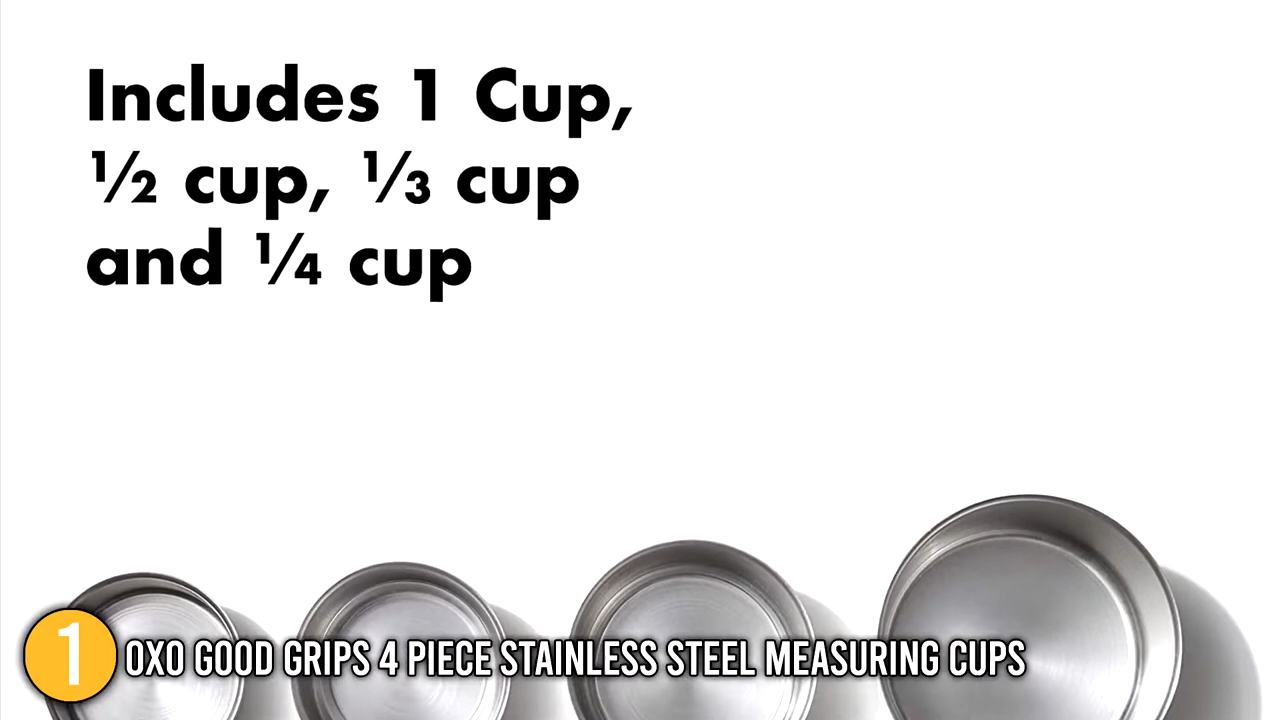 Includes 1 Cup,
½ cup, ⅓ cup
and ¼ cup
1 OXO GOOD GRIPS 4 PIECE STAINLESS STEEL MEASURING CUPS